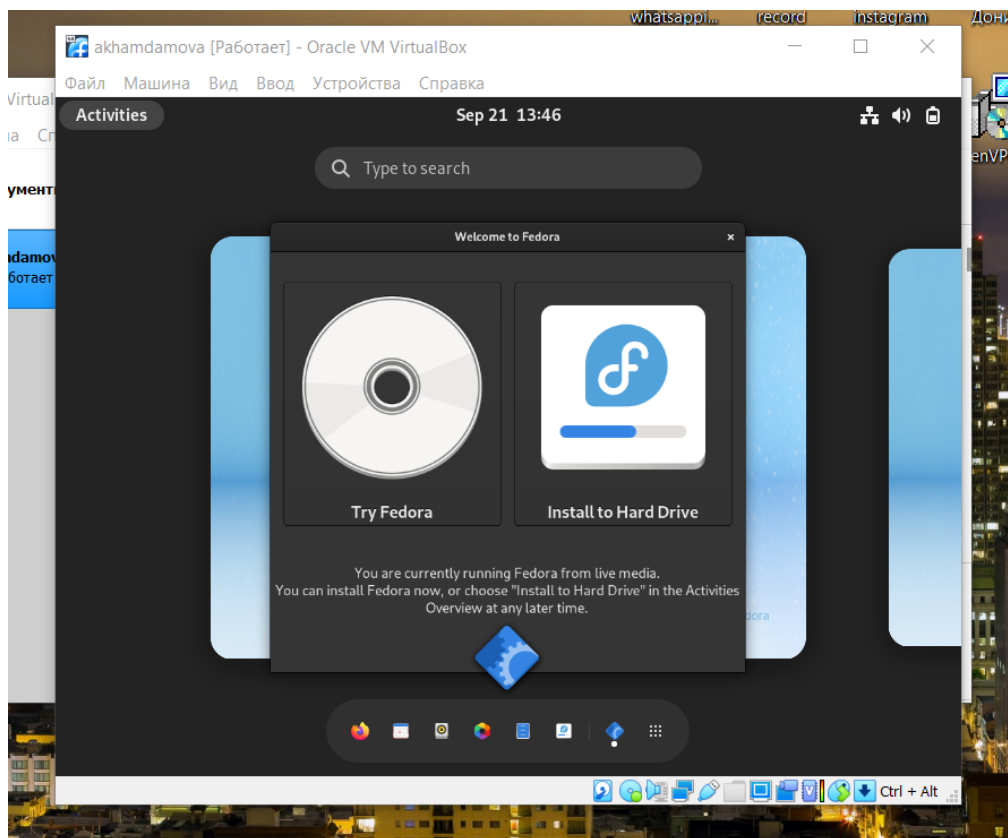 whatsappi... record instagram
akhamdamova [Работает] - Oracle VM VirtualBox
Файл Машина Вид Ввод Устройства Справка
Activities
Sep 21 13:46
Type to search
Welcome to Fedora
Try Fedora
Install to Hard Drive
You are currently running Fedora from live media.
You can install Fedora now, or choose "Install to Hard Drive" in the Activities
Overview at any later time.
Ctrl + Alt